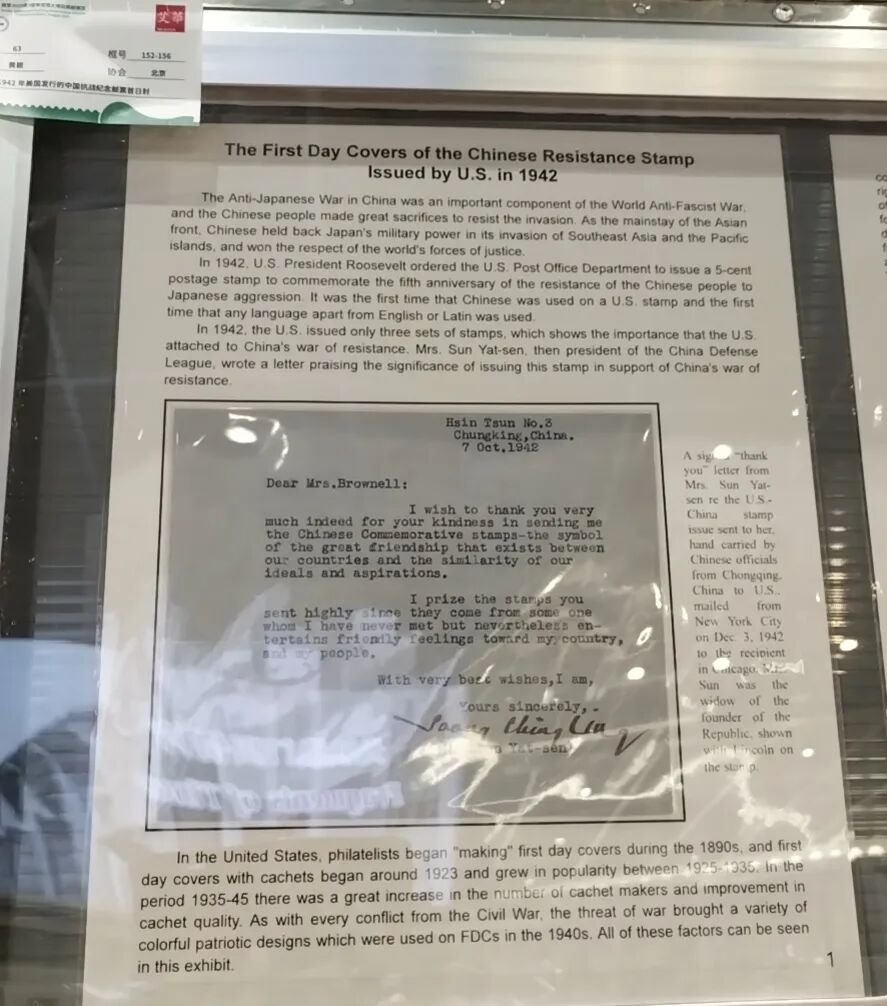 艾華
63
框号 152-156
黄颖
协会 北京
1942 年美国发行的中国抗战纪念邮票首日封
The First Day Covers of the Chinese Resistance Stamp
Issued by U.S. in 1942
The Anti-Japanese War in China was an important component of the World Anti-Fascist War,
and the Chinese people made great sacrifices to resist the invasion. As the mainstay of the Asian
front, Chinese held back Japan's military power in its invasion of Southeast Asia and the Pacific
islands, and won the respect of the world's forces of justice.
In 1942, U.S. President Roosevelt ordered the U.S. Post Office Department to issue a 5-cent
postage stamp to commemorate the fifth anniversary of the resistance of the Chinese people to
Japanese aggression. It was the first time that Chinese was used on a U.S. stamp and the first
time that any language apart from English or Latin was used.
In 1942, the U.S. issued only three sets of stamps, which shows the importance that the U.S.
attached to China's war of resistance. Mrs. Sun Yat-sen, then president of the China Defense
League, wrote a letter praising the significance of issuing this stamp in support of China's war of
resistance.
Hsin Tsun No.3
Chungking,China.
7 Oct.1942
Dear Mrs.Brownell:
I wish to thank you very
much indeed for your kindness in sending me
the Chinese Commemorative stamps-the symbol
of the great friendship that exists between
our countries and the similarity of our
ideals and aspirations.
I prize the stamps you
sent highly since they come from some one
whom I have never met but nevertheless en-
tertains friendly feelings toward my country,
and my people.
With very best wishes,I am,
Yours sincerely,
Soong Ching Ling
Yat-sen
A signed "thank
you" letter from
Mrs. Sun Yat-
sen re the U.S.-
China stamp
issue sent to her,
hand carried by
Chinese officials
from Chongqing,
China to U.S.,
mailed from
New York City
on Dec. 3, 1942
to the recipient
in Chicago, Mrs.
Sun was the
widow of the
founder of the
Republic, shown
with Lincoln on
the stamp.
In the United States, philatelists began "making" first day covers during the 1890s, and first
day covers with cachets began around 1923 and grew in popularity between 1925-1935. In the
period 1935-45 there was a great increase in the number of cachet makers and improvement in
cachet quality. As with every conflict from the Civil War, the threat of war brought a variety of
colorful patriotic designs which were used on FDCs in the 1940s. All of these factors can be seen
in this exhibit.
1